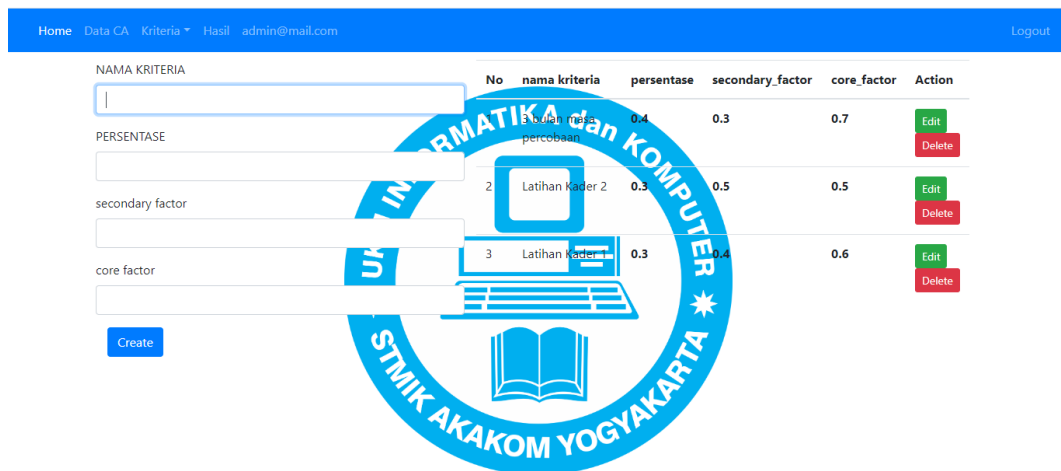 Home Data CA Kriteria Hasil admin@mail.com Logout
NAMA KRITERIA
PERSENTASE
secondary factor
core factor
Create
No nama kriteria persentase secondary_factor core_factor Action
3 bulan masa percobaan 0.4 0.3 0.7 Edit Delete
2 Latihan Kader 2 0.3 0.5 0.5 Edit Delete
3 Latihan Kader 1 0.3 0.4 0.6 Edit Delete
INFORMATIKA dan KOMPUTER
STMIK AKAKOM YOGYAKARTA